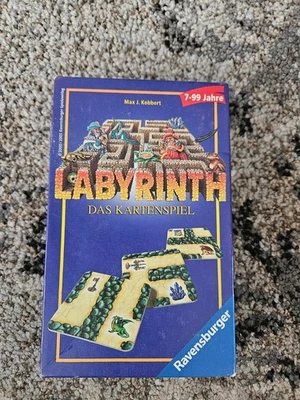 Max J. Kobbert
7-99 Jahre
LABYRINTH
DAS KARTENSPIEL
Ravensburger